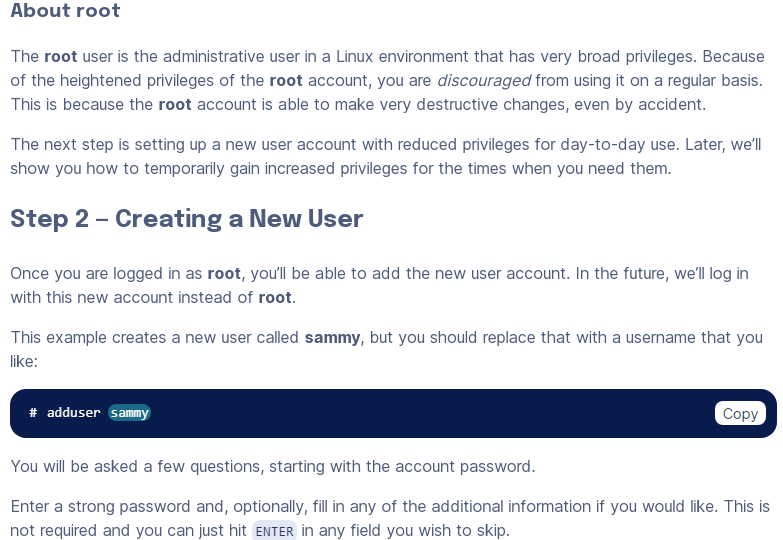 About root
The root user is the administrative user in a Linux environment that has very broad privileges. Because
of the heightened privileges of the root account, you are discouraged from using it on a regular basis.
This is because the root account is able to make very destructive changes, even by accident.
The next step is setting up a new user account with reduced privileges for day-to-day use. Later, we’ll
show you how to temporarily gain increased privileges for the times when you need them.
Step 2 – Creating a New User
Once you are logged in as root, you’ll be able to add the new user account. In the future, we’ll log in
with this new account instead of root.
This example creates a new user called sammy, but you should replace that with a username that you
like:
# adduser sammy
Copy
You will be asked a few questions, starting with the account password.
Enter a strong password and, optionally, fill in any of the additional information if you would like. This is
not required and you can just hit ENTER in any field you wish to skip.